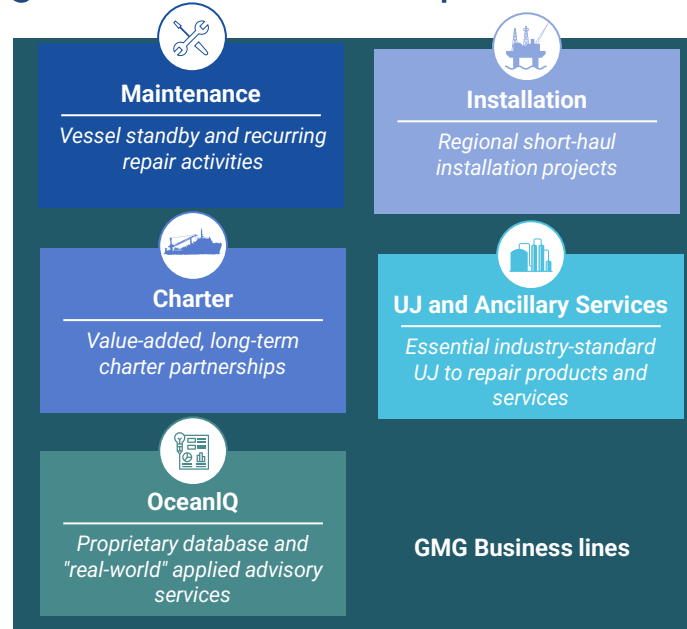 Maintenance
Vessel standby and recurring
repair activities
Installation
Regional short-haul
installation projects
Charter
Value-added, long-term
charter partnerships
UJ and Ancillary Services
Essential industry-standard
UJ to repair products and
services
OceanIQ
Proprietary database and
"real-world" applied advisory
services
GMG Business lines